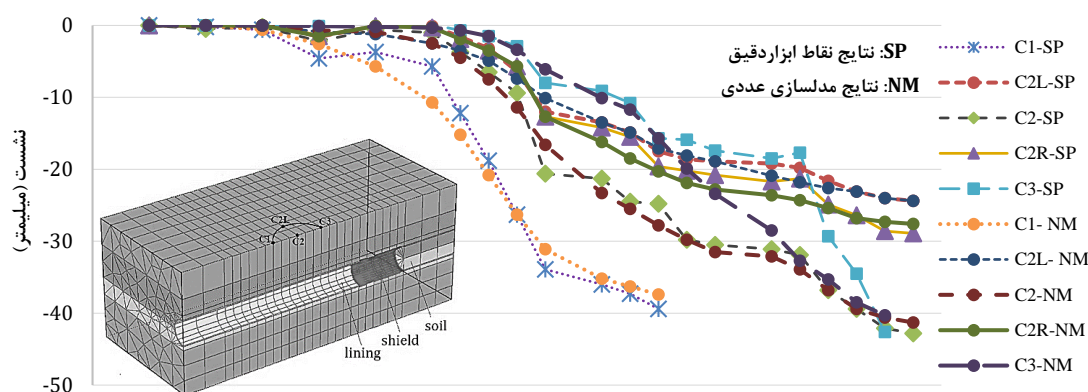 0
-10
-20
-30
-40
-50
نشست (میلیمتر)
SP: نتایج نقاط ابزاردقیق
NM: نتایج مدلسازی عددی
C2L
C3
C3
C2
soil
shield
lining
C1-SP
C2L-SP
C2-SP
C2R-SP
C3-SP
C1- NM
C2L- NM
C2-NM
C2R-NM
C3-NM